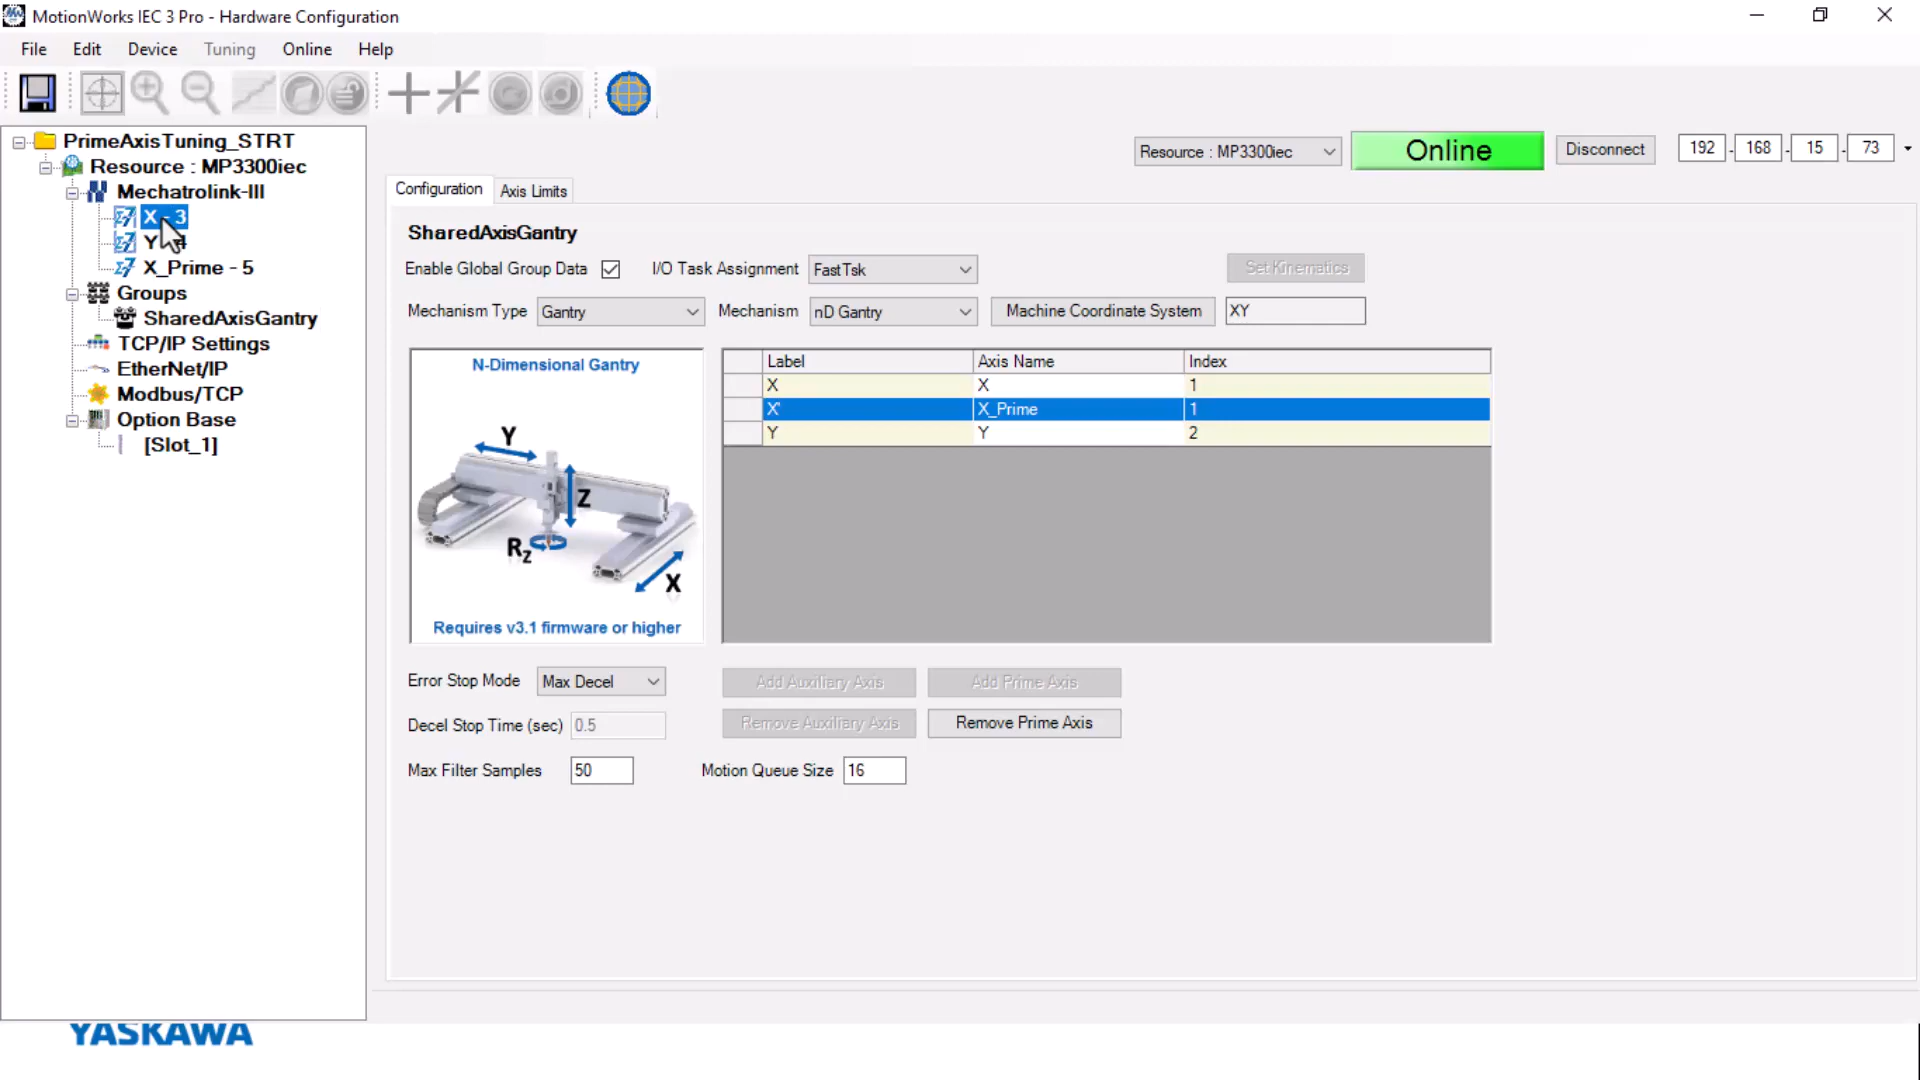 MotionWorks IEC 3 Pro - Hardware Configuration
File Edit Device Tuning Online Help
PrimeAxisTuning_STRT
Resource : MP3300iec
Mechatrolink-III
X - 3
Y 4
X_Prime - 5
Groups
SharedAxisGantry
TCP/IP Settings
EtherNet/IP
Modbus/TCP
Option Base
[Slot_1]
Resource : MP3300iec Online Disconnect 192 . 168 . 15 . 73
Configuration Axis Limits
SharedAxisGantry
Enable Global Group Data I/O Task Assignment FastTsk Set Kinematics
Mechanism Type Gantry Mechanism nD Gantry Machine Coordinate System XY
N-Dimensional Gantry
Y
Z
Rz
X
Requires v3.1 firmware or higher
Label Axis Name Index
X X 1
X' X_Prime 1
Y Y 2
Error Stop Mode Max Decel Add Auxiliary Axis Add Prime Axis
Decel Stop Time (sec) 0.5 Remove Auxiliary Axis Remove Prime Axis
Max Filter Samples 50 Motion Queue Size 16
YASKAWA